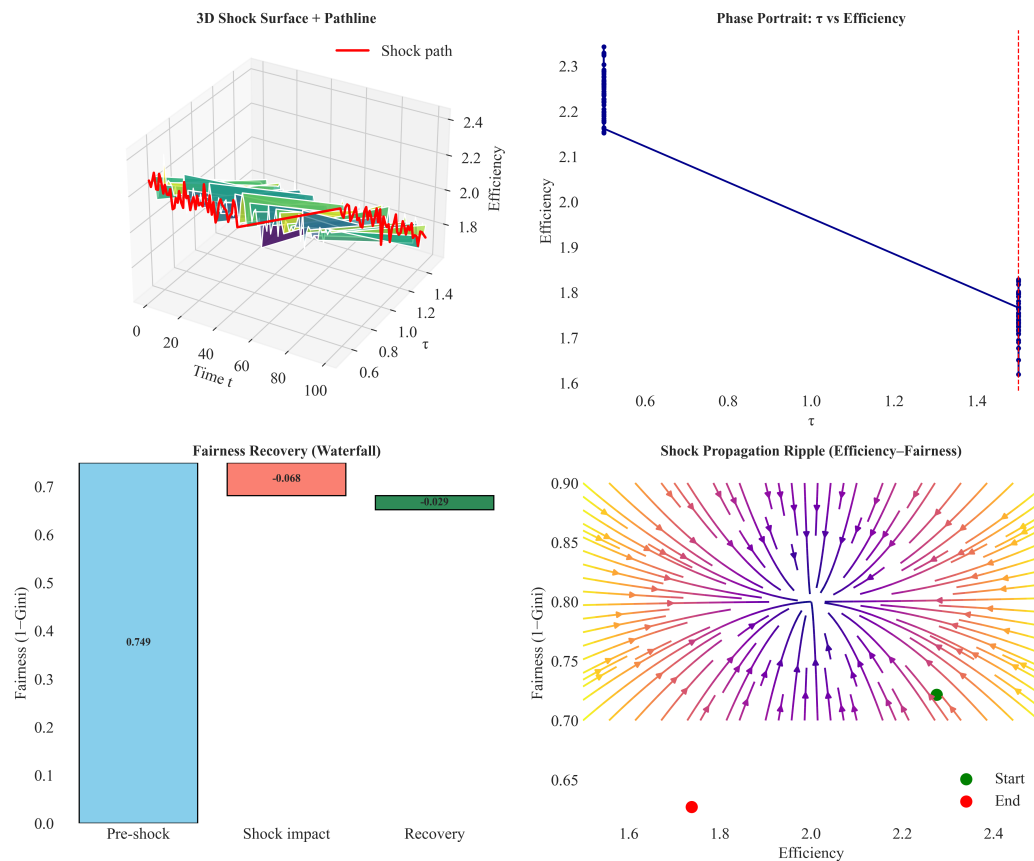 3D Shock Surface + Pathline
Shock path
2.4
2.2
2.0
1.8
Efficiency
1.4
1.2
1.0
0.8
0.6
τ
0
20
40
60
80
100
Time t
Phase Portrait: τ vs Efficiency
2.3
2.2
2.1
2.0
1.9
1.8
1.7
1.6
Efficiency
0.6
0.8
1.0
1.2
1.4
τ
Fairness Recovery (Waterfall)
0.7
0.6
0.5
0.4
0.3
0.2
0.1
0.0
Fairness (1−Gini)
0.749
-0.068
-0.029
Pre-shock
Shock impact
Recovery
Shock Propagation Ripple (Efficiency–Fairness)
0.90
0.85
0.80
0.75
0.70
0.65
Fairness (1−Gini)
Start
End
1.6
1.8
2.0
2.2
2.4
Efficiency